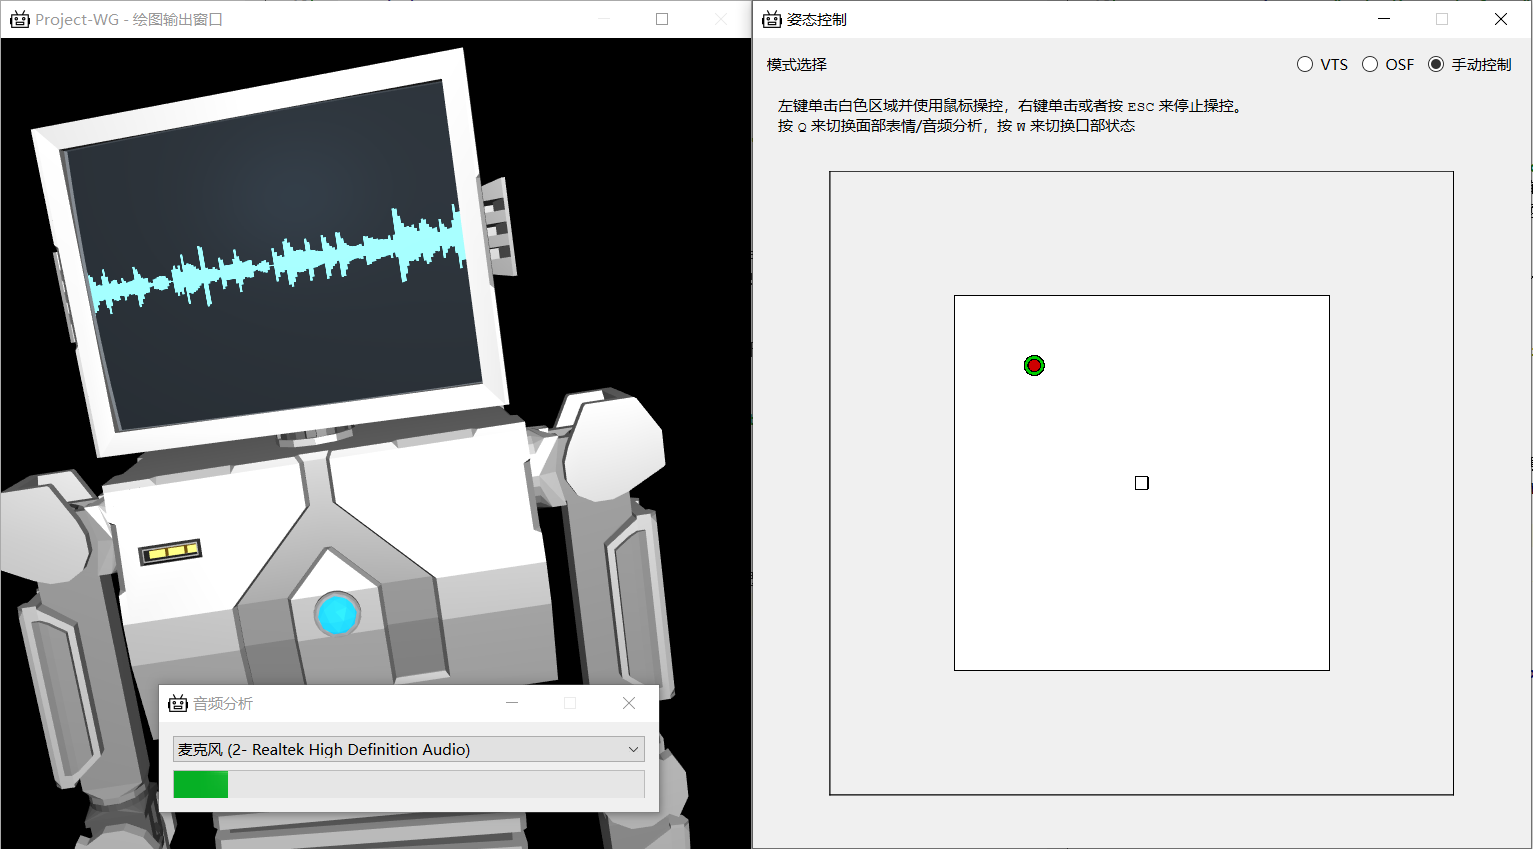 Project-WG - 绘图输出窗口
音频分析
麦克风 (2- Realtek High Definition Audio)
姿态控制
模式选择
VTS
OSF
手动控制
左键单击白色区域并使用鼠标操控，右键单击或者按 ESC 来停止操控。
按 Q 来切换面部表情/音频分析，按 W 来切换口部状态